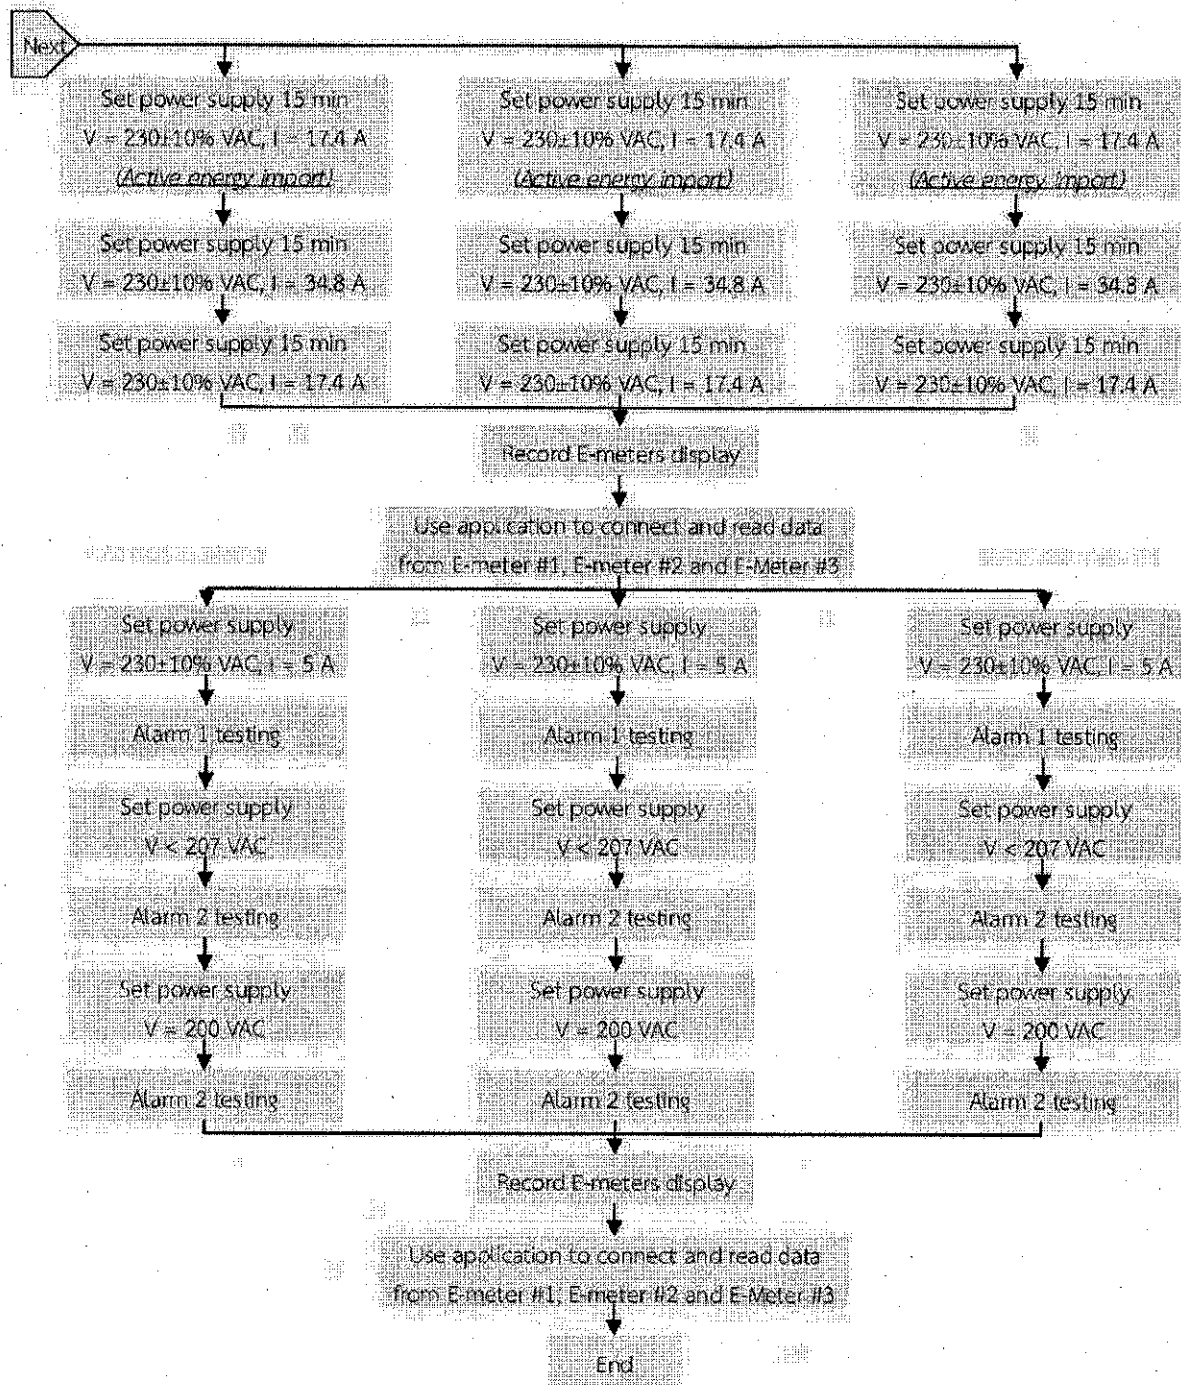 Next
Set power supply 15 min
V = 230±10% VAC, I = 17.4 A
(Active energy import)
Set power supply 15 min
V = 230±10% VAC, I = 17.4 A
(Active energy import)
Set power supply 15 min
V = 230±10% VAC, I = 17.4 A
(Active energy import)
Set power supply 15 min
V = 230±10% VAC, I = 34.8 A
Set power supply 15 min
V = 230±10% VAC, I = 34.8 A
Set power supply 15 min
V = 230±10% VAC, I = 34.8 A
Set power supply 15 min
V = 230±10% VAC, I = 17.4 A
Set power supply 15 min
V = 230±10% VAC, I = 17.4 A
Set power supply 15 min
V = 230±10% VAC, I = 17.4 A
Record E-meters display
Use application to connect and read data
from E-meter #1, E-meter #2 and E-Meter #3
Set power supply
V = 230±10% VAC, I = 5 A
Set power supply
V = 230±10% VAC, I = 5 A
Set power supply
V = 230±10% VAC, I = 5 A
Alarm 1 testing
Alarm 1 testing
Alarm 1 testing
Set power supply
V < 207 VAC
Set power supply
V < 207 VAC
Set power supply
V < 207 VAC
Alarm 2 testing
Alarm 2 testing
Alarm 2 testing
Set power supply
V = 200 VAC
Set power supply
V = 200 VAC
Set power supply
V = 200 VAC
Alarm 2 testing
Alarm 2 testing
Alarm 2 testing
Record E-meters display
Use application to connect and read data
from E-meter #1, E-meter #2 and E-Meter #3
End